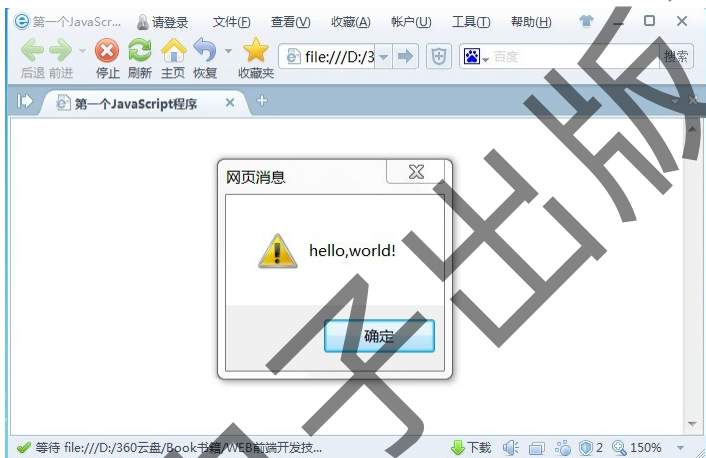 第一个JavaScr... 请登录 文件(F) 查看(V) 收藏(A) 帐户(U) 工具(T) 帮助(H)
后退 前进 停止 刷新 主页 恢复 收藏夹 file:///D:/3 百度 搜索
第一个JavaScript程序
网页消息
hello,world!
确定
等待 file:///D:/360云盘/Book书籍/WEB前端开发技... 下载 2 150%
电子出版